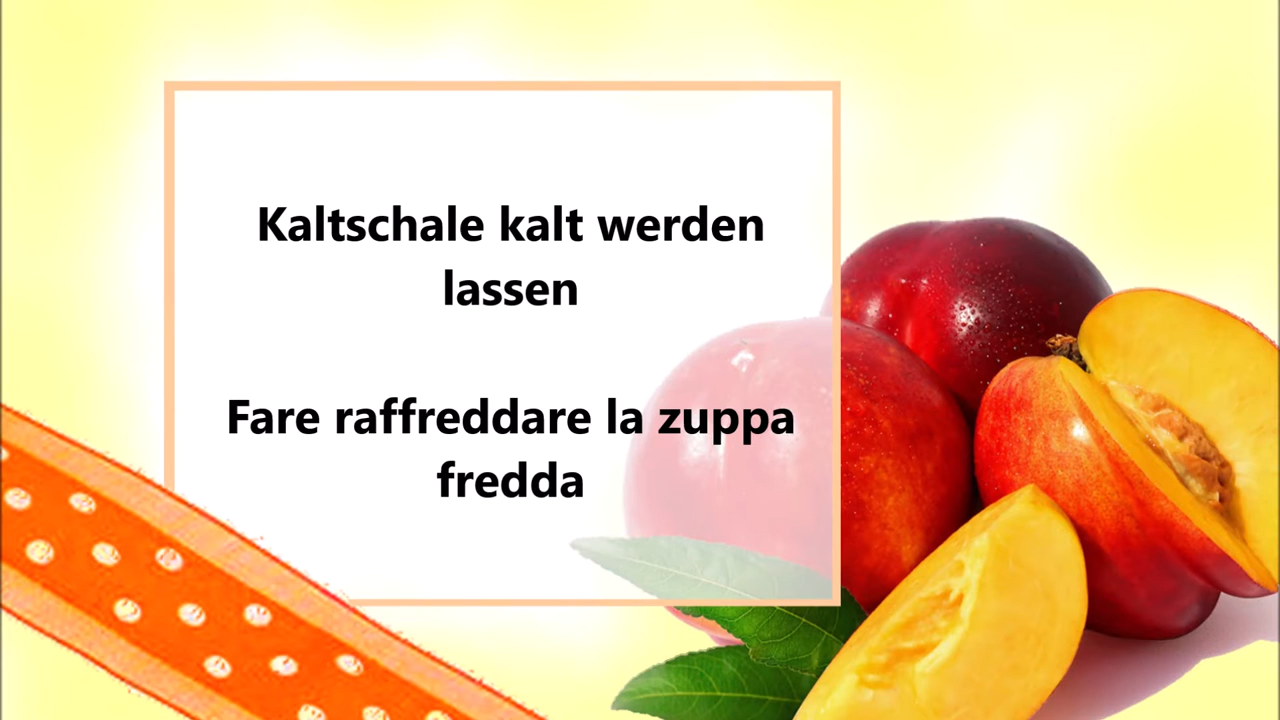 Kaltschale kalt werden
lassen
Fare raffreddare la zuppa
fredda